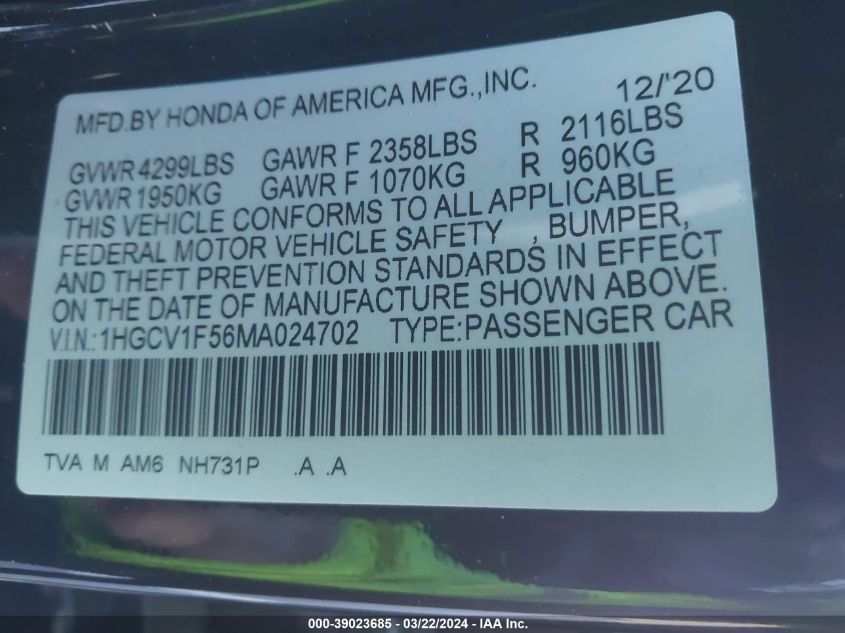 MFD.BY HONDA OF AMERICA MFG.,INC. 12/'20
GVWR 4299LBS GAWR F 2358LBS R 2116LBS
GVWR 1950KG GAWR F 1070KG R 960KG
THIS VEHICLE CONFORMS TO ALL APPLICABLE
FEDERAL MOTOR VEHICLE SAFETY , BUMPER,
AND THEFT PREVENTION STANDARDS IN EFFECT
ON THE DATE OF MANUFACTURE SHOWN ABOVE.
V.I.N.:1HGCV1F56MA024702 TYPE:PASSENGER CAR
TVA M AM6 NH731P .A .A
000-39023685 - 03/22/2024 - IAA Inc.